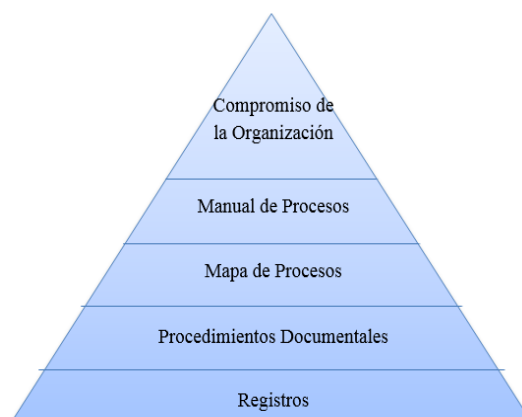 Compromiso de
la Organización
Manual de Procesos
Mapa de Procesos
Procedimientos Documentales
Registros